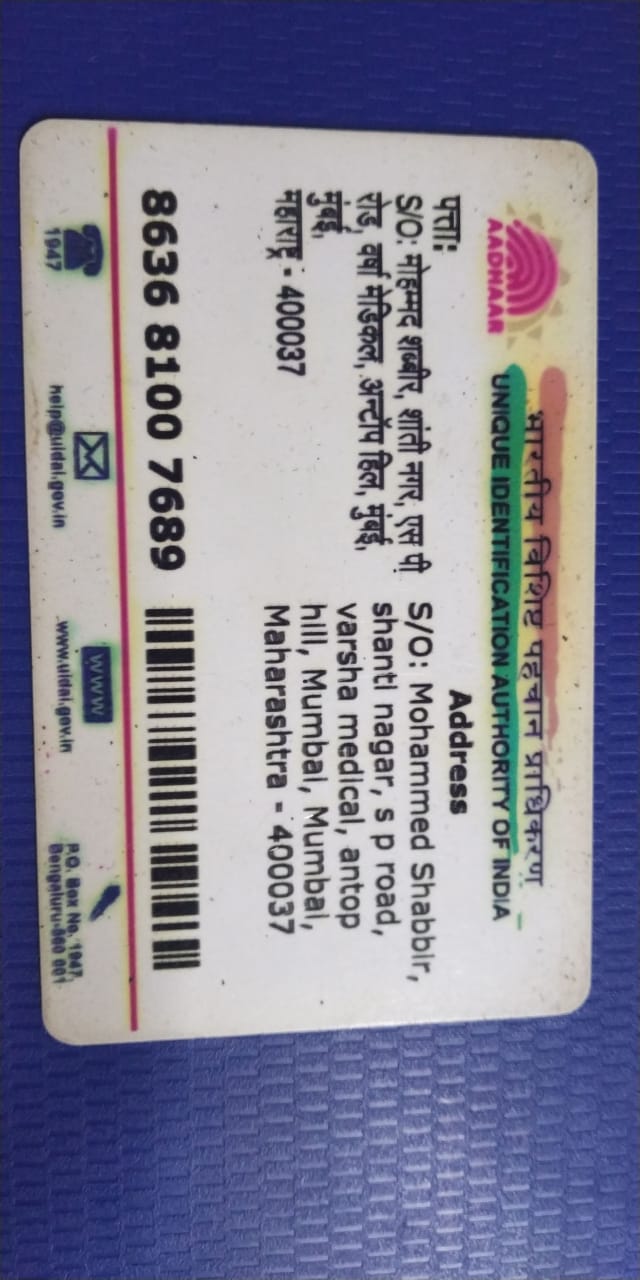 भारतीय विशिष्ट पहचान प्राधिकरण
UNIQUE IDENTIFICATION AUTHORITY OF INDIA
AADHAAR
पत्ता:
S/O: मोहम्मद शब्बीर, शांती नगर, एस पी
रोड, वर्षा मेडिकल, अन्टॉप हिल, मुंबई,
मुंबई,
महाराष्ट्र - 400037
Address
S/O: Mohammed Shabbir,
shanti nagar, s p road,
varsha medical, antop
hill, Mumbai, Mumbai,
Maharashtra - 400037
8636 8100 7689
1947
help@uidai.gov.in
www
www.uidai.gov.in
P.O. Box No. 1947,
Bengaluru-560 001